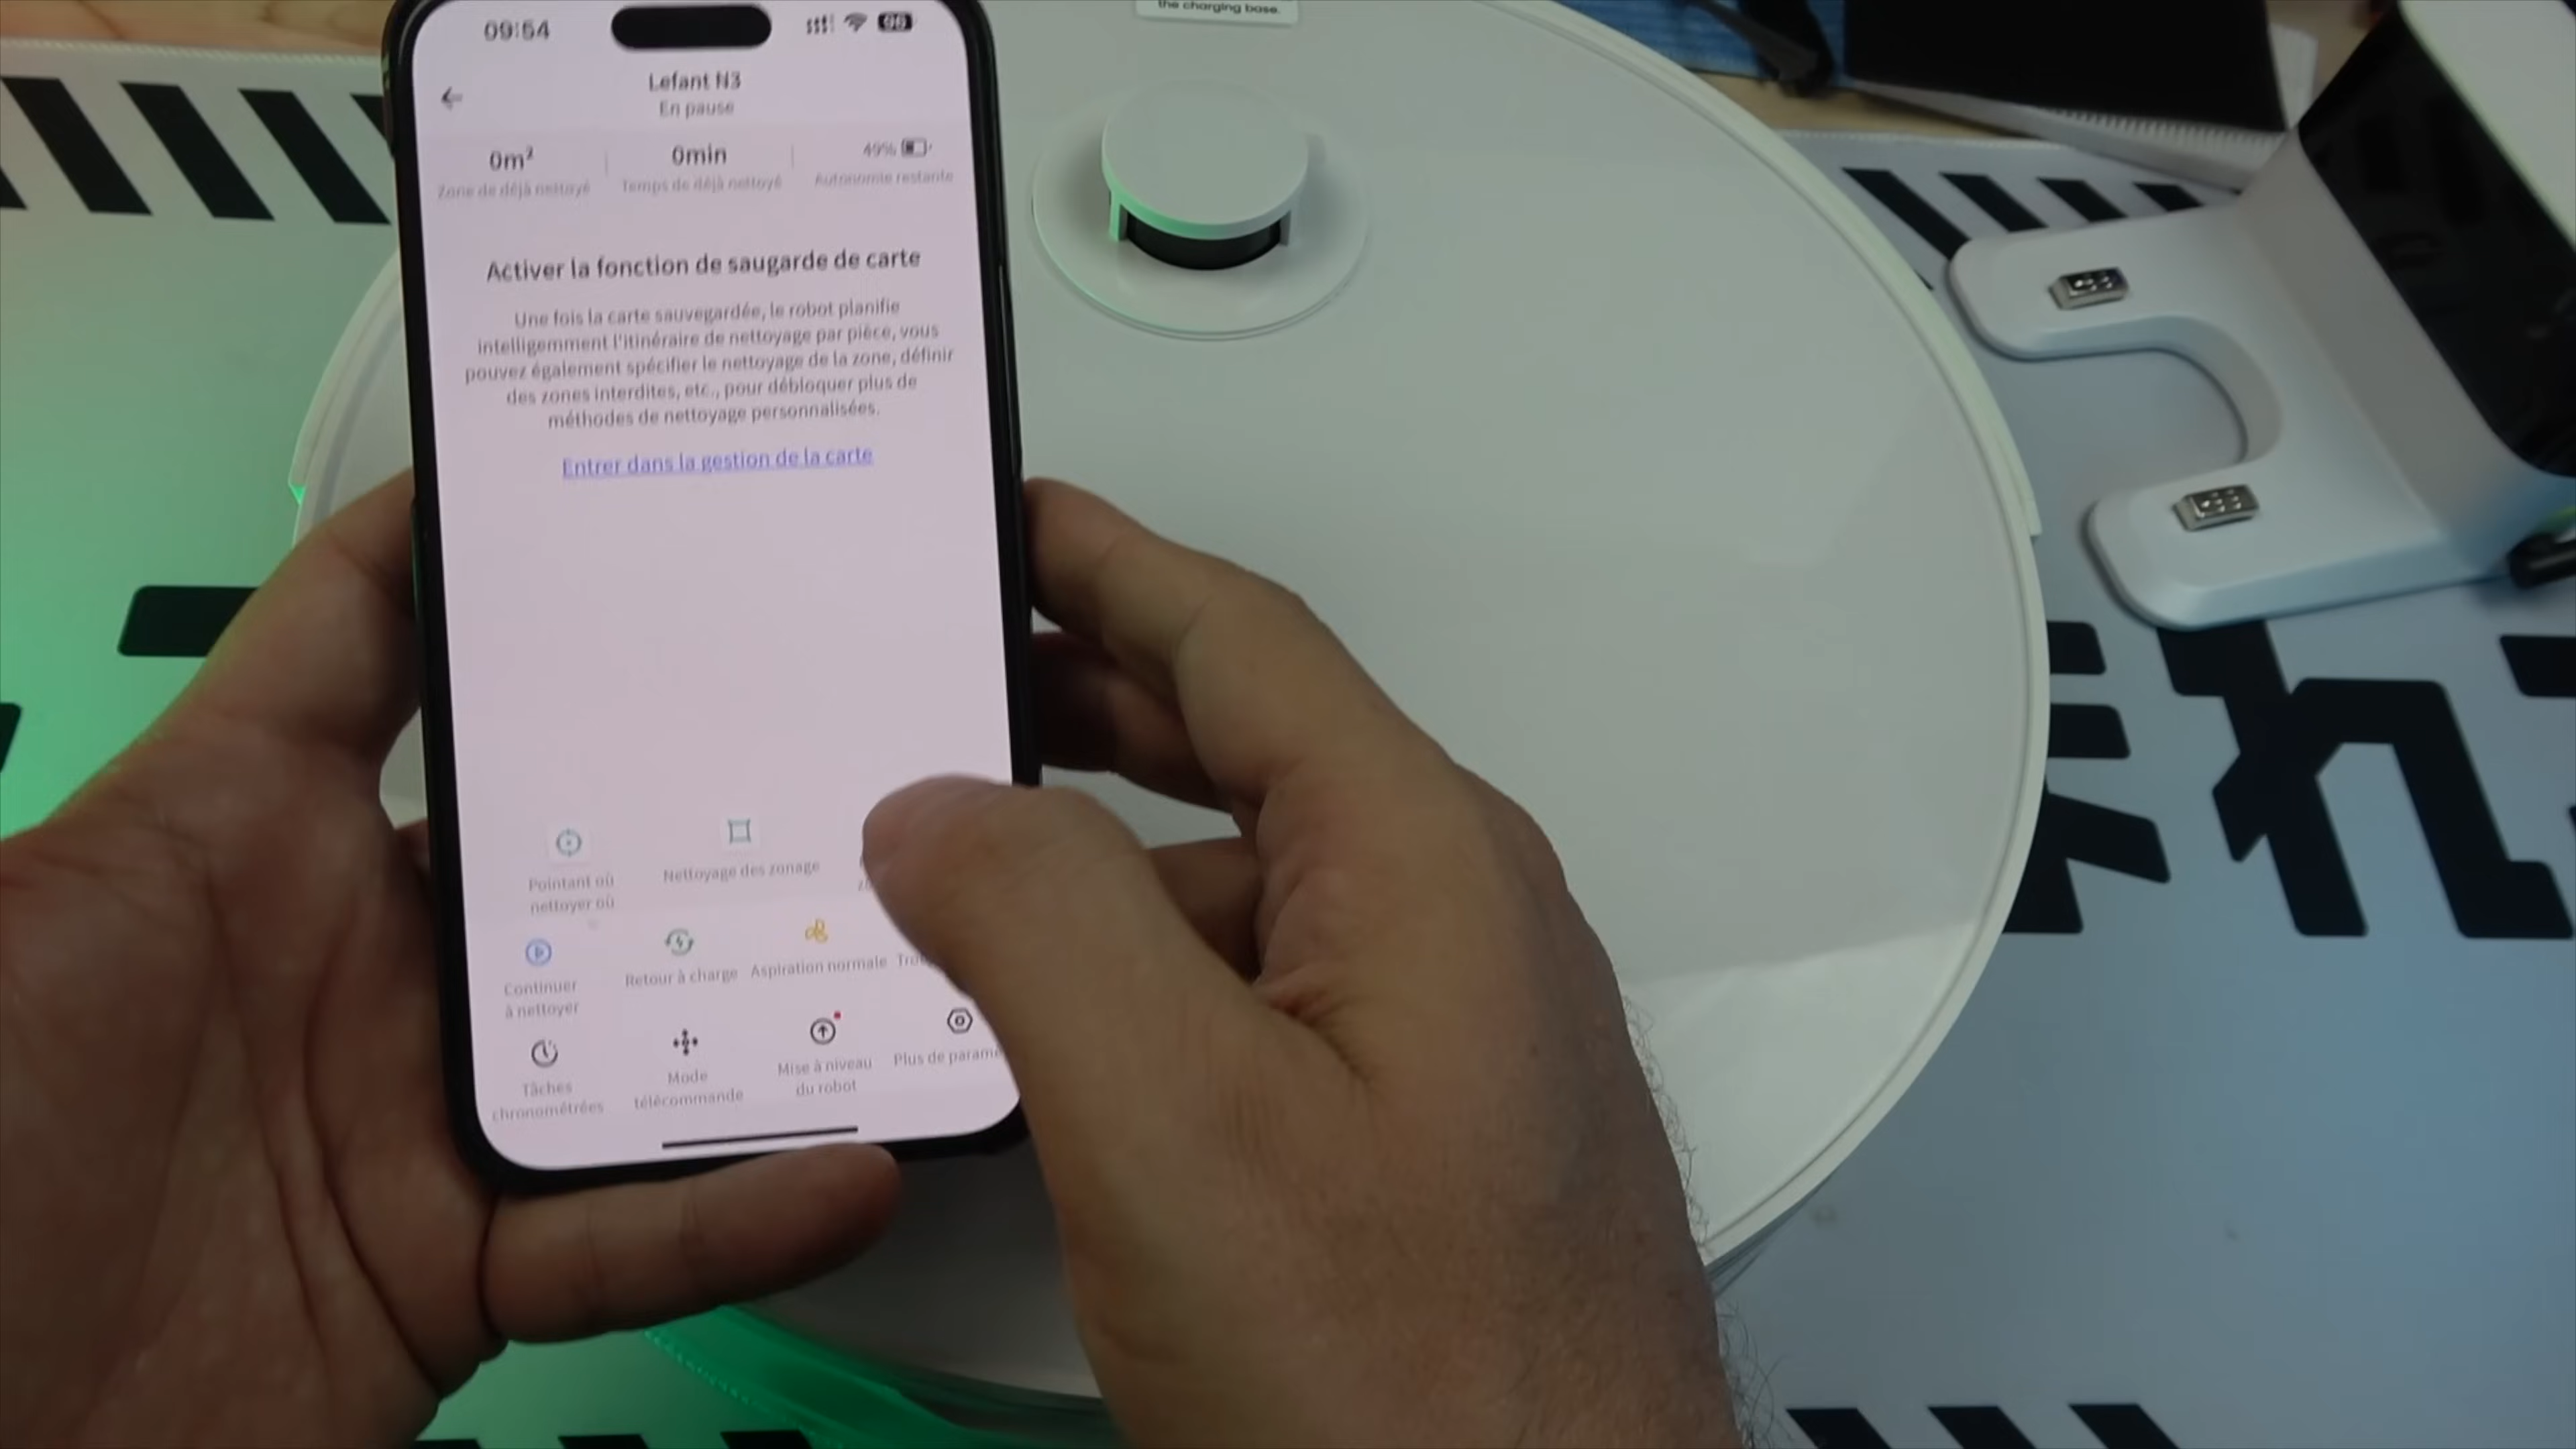 the charging base.
09:54
96
Lefant N3
En pause
0m²
0min
49%
Zone de déjà nettoyé
Temps de déjà nettoyé
Autonomie restante
Activer la fonction de saugarde de carte
Une fois la carte sauvegardée, le robot planifie
intelligemment l'itinéraire de nettoyage par pièce, vous
pouvez également spécifier le nettoyage de la zone, définir
des zones interdites, etc., pour débloquer plus de
méthodes de nettoyage personnalisées.
Entrer dans la gestion de la carte
Pointant où
nettoyer où
Nettoyage des zonage
Continuer
à nettoyer
Retour à charge
Aspiration normale
Tâches
chronométrées
Mode
télécommande
Mise à niveau
du robot
Plus de paramè